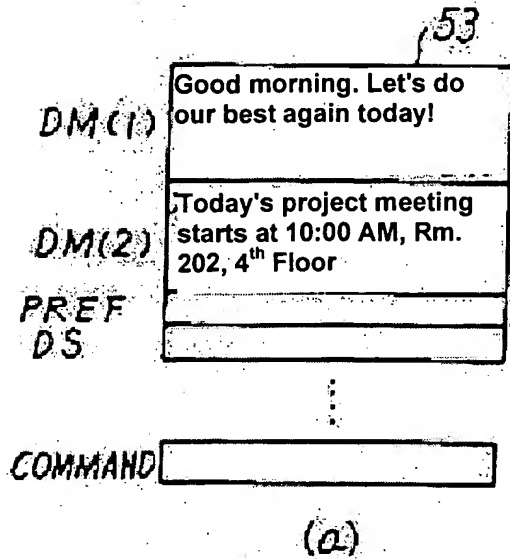 53
DM(1)
Good morning. Let's do
our best again today!
DM(2)
Today's project meeting
starts at 10:00 AM, Rm.
202, 4th Floor
PREF
DS
COMMAND
(a)